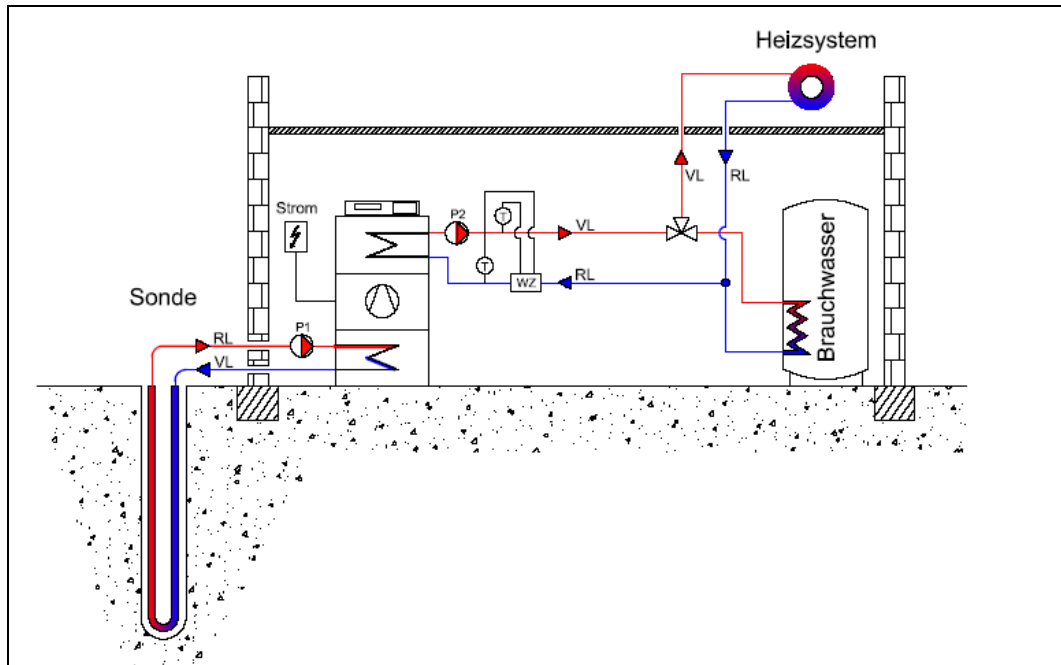 Heizsystem
VL
RL
Strom
P2
T
VL
T
WZ
RL
Brauchwasser
Sonde
RL
P1
VL